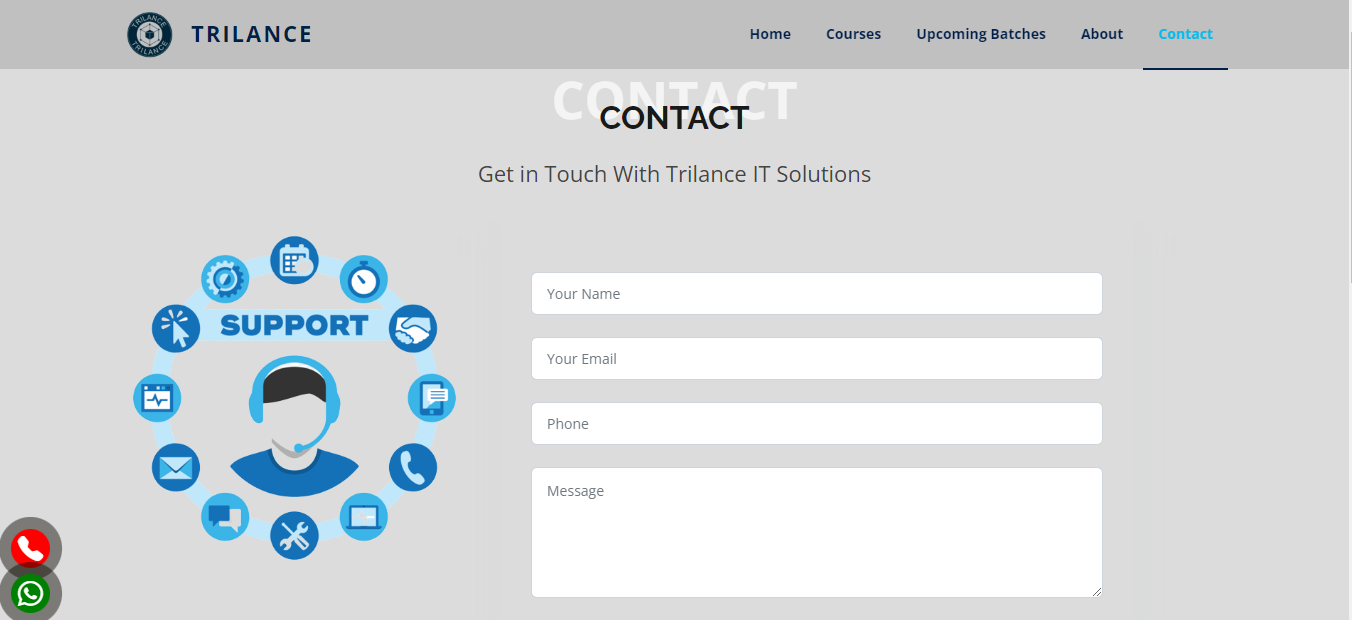 TRILANCE
TRILANCE
TRILANCE
Home
Courses
Upcoming Batches
About
Contact
CONTACT
CONTACT
Get in Touch With Trilance IT Solutions
SUPPORT
Your Name
Your Email
Phone
Message